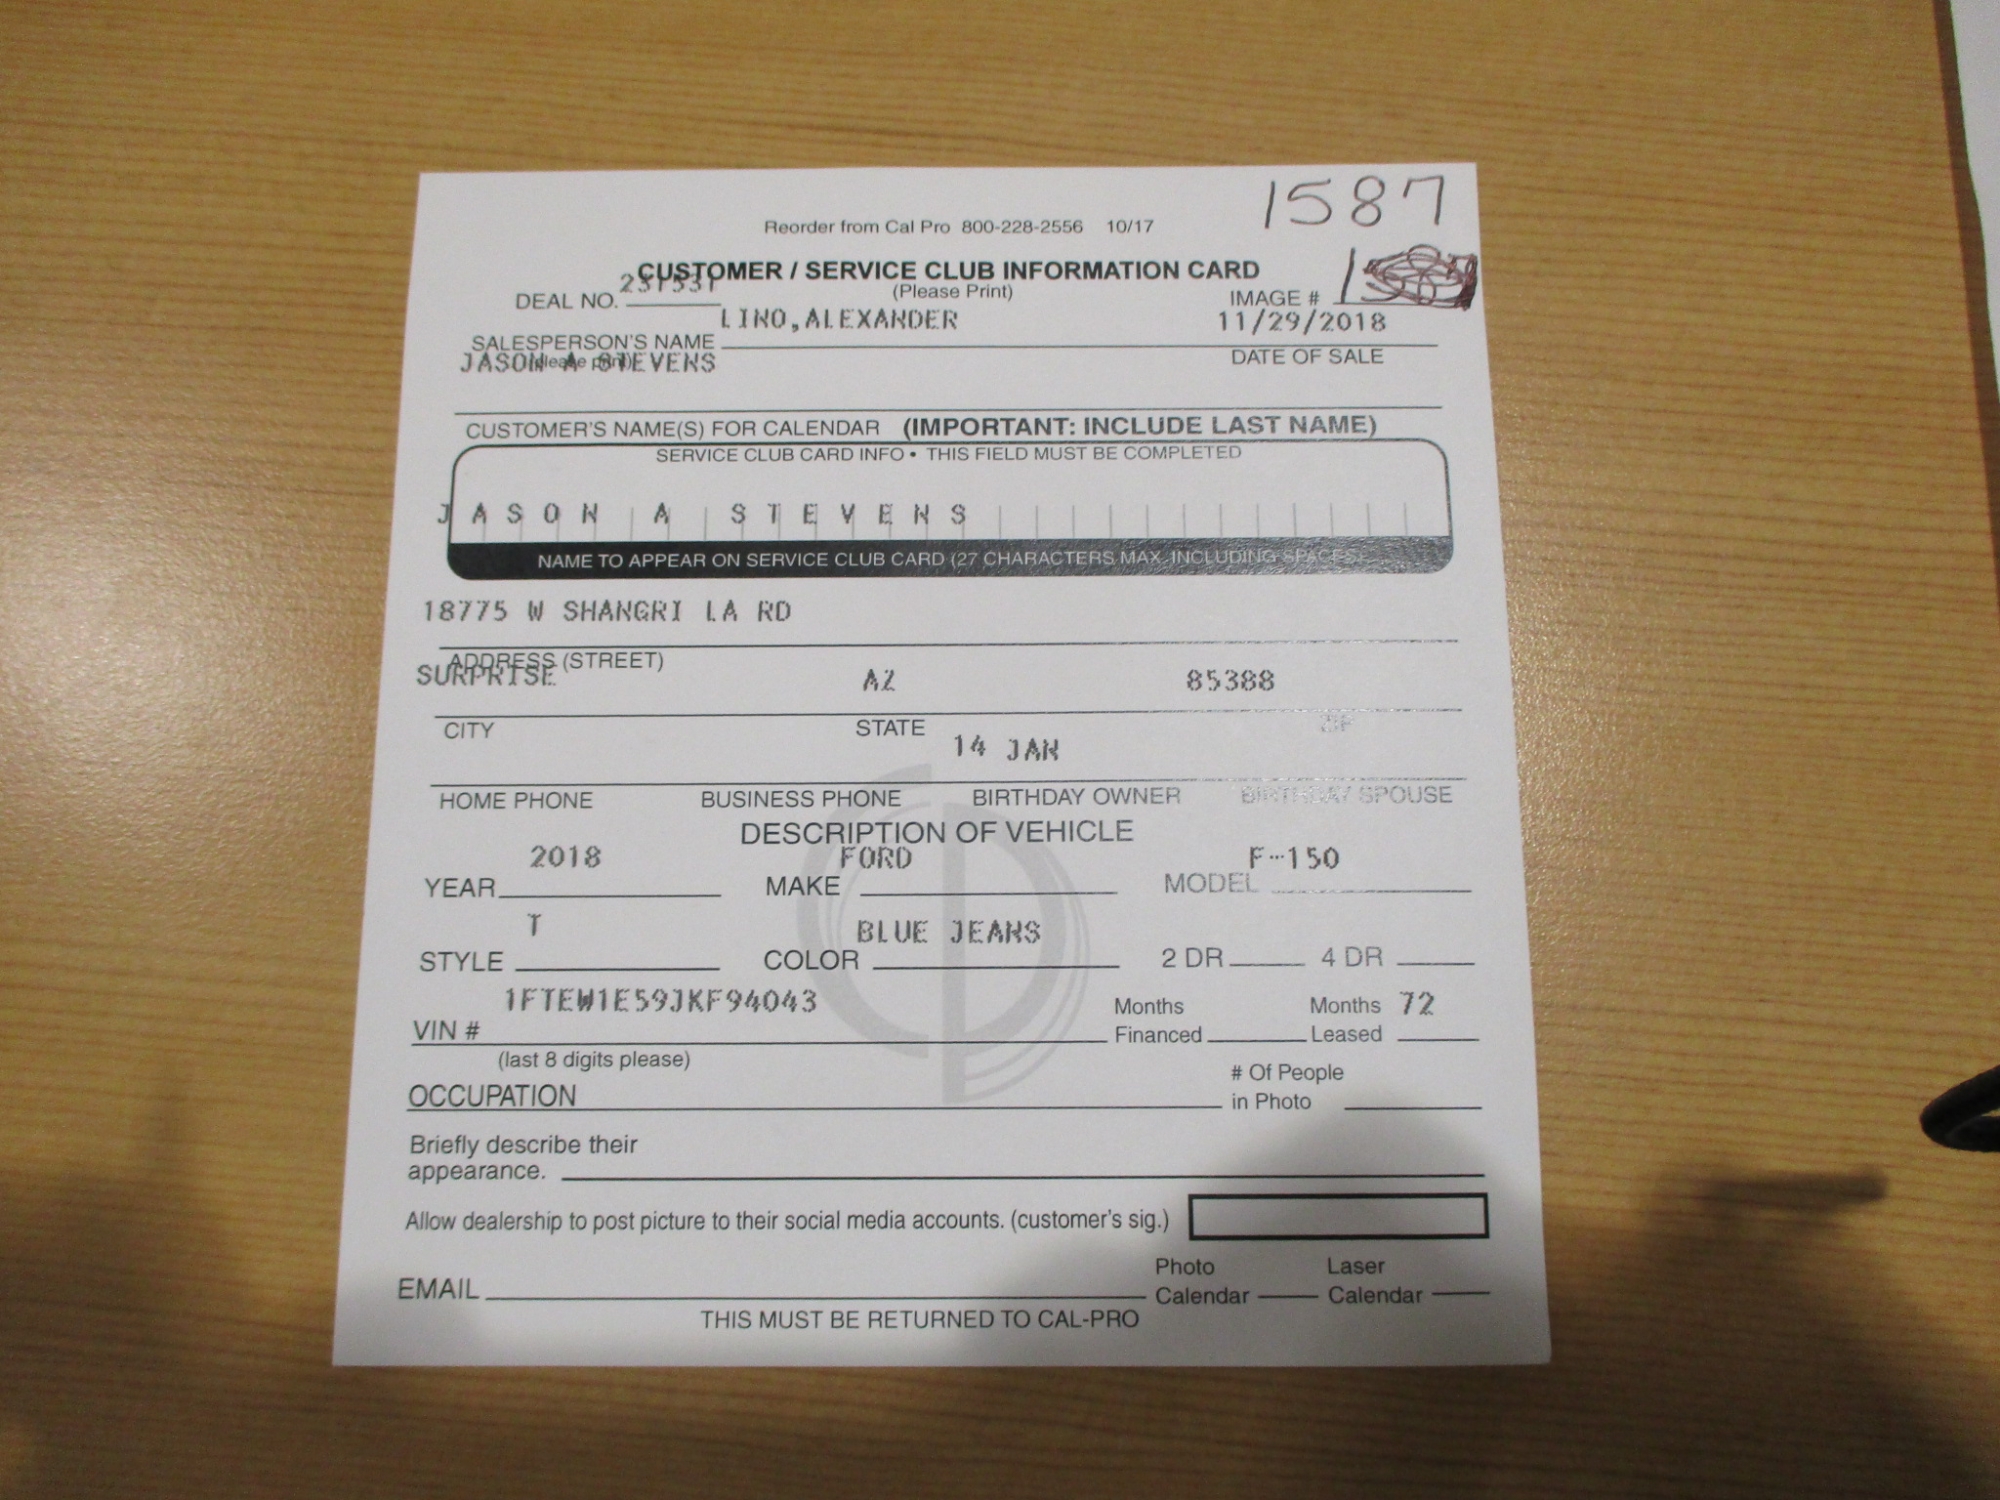 1587
Reorder from Cal Pro 800-228-2556 10/17
CUSTOMER / SERVICE CLUB INFORMATION CARD
(Please Print)
DEAL NO. 231531
IMAGE #
LINO,ALEXANDER 11/29/2018
SALESPERSON'S NAME DATE OF SALE
(please print)
JASON A STEVENS
CUSTOMER'S NAME(S) FOR CALENDAR (IMPORTANT: INCLUDE LAST NAME)
SERVICE CLUB CARD INFO • THIS FIELD MUST BE COMPLETED
JASON A STEVENS
NAME TO APPEAR ON SERVICE CLUB CARD (27 CHARACTERS MAX. INCLUDING SPACES)
18775 W SHANGRI LA RD
ADDRESS (STREET)
SURPRISE AZ 85388
CITY STATE ZIP
14 JAN
HOME PHONE BUSINESS PHONE BIRTHDAY OWNER BIRTHDAY SPOUSE
DESCRIPTION OF VEHICLE
2018 FORD F-150
YEAR MAKE MODEL
T BLUE JEANS
STYLE COLOR 2 DR 4 DR
1FTEW1E59JKF94043 Months Months 72
VIN # Financed Leased
(last 8 digits please)
# Of People
OCCUPATION in Photo
Briefly describe their
appearance.
Allow dealership to post picture to their social media accounts. (customer's sig.)
Photo Laser
EMAIL Calendar Calendar
THIS MUST BE RETURNED TO CAL-PRO